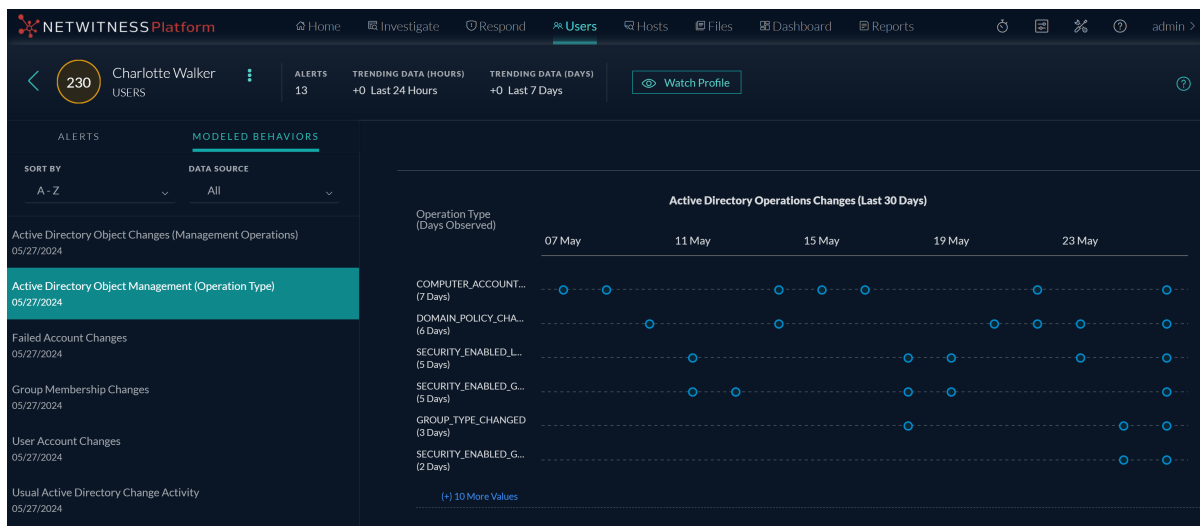 NETWITNESS Platform
Home
Investigate
Respond
Users
Hosts
Files
Dashboard
Reports
admin >
230
Charlotte Walker
USERS
ALERTS
13
TRENDING DATA (HOURS)
+0 Last 24 Hours
TRENDING DATA (DAYS)
+0 Last 7 Days
Watch Profile
ALERTS
MODELED BEHAVIORS
SORT BY
A - Z
DATA SOURCE
All
Active Directory Object Changes (Management Operations)
05/27/2024
Active Directory Object Management (Operation Type)
05/27/2024
Failed Account Changes
05/27/2024
Group Membership Changes
05/27/2024
User Account Changes
05/27/2024
Usual Active Directory Change Activity
05/27/2024
Active Directory Operations Changes (Last 30 Days)
Operation Type
(Days Observed)
07 May
11 May
15 May
19 May
23 May
COMPUTER_ACCOUNT...
(7 Days)
DOMAIN_POLICY_CHA...
(6 Days)
SECURITY_ENABLED_L...
(5 Days)
SECURITY_ENABLED_G...
(5 Days)
GROUP_TYPE_CHANGED
(3 Days)
SECURITY_ENABLED_G...
(2 Days)
(+) 10 More Values